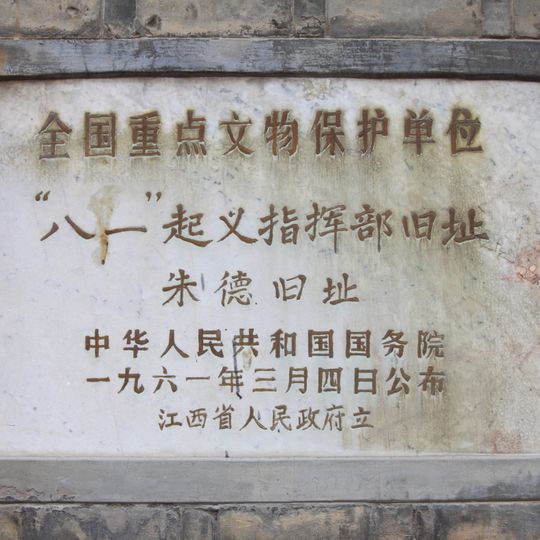 全国重点文物保护单位
“八一”起义指挥部旧址
朱德旧址
中华人民共和国国务院
一九六一年三月四日公布
江西省人民政府立